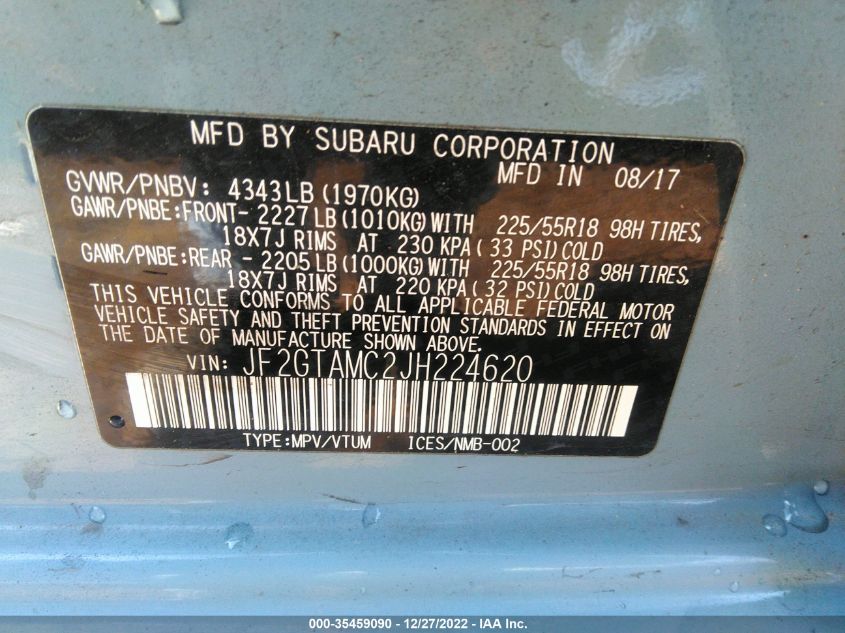 MFD BY SUBARU CORPORATION
MFD IN 08/17
GVWR/PNBV: 4343LB (1970KG)
GAWR/PNBE:FRONT- 2227LB (1010KG) WITH 225/55R18 98H TIRES,
18X7J RIMS AT 230 KPA( 33 PSI)COLD
GAWR/PNBE:REAR - 2205LB (1000KG) WITH 225/55R18 98H TIRES,
18X7J RIMS AT 220 KPA( 32 PSI)COLD
THIS VEHICLE CONFORMS TO ALL APPLICABLE FEDERAL MOTOR
VEHICLE SAFETY AND THEFT PREVENTION STANDARDS IN EFFECT ON
THE DATE OF MANUFACTURE SHOWN ABOVE.
VIN: JF2GTAMC2JH224620
TYPE:MPV/VTUM ICES/NMB-002
000-35459090 - 12/27/2022 - IAA Inc.